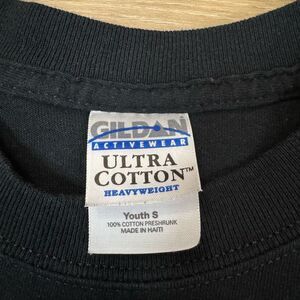 GILDAN
ACTIVEWEAR
ULTRA
COTTON™
HEAVYWEIGHT
Youth S
100% COTTON PRESHRUNK
MADE IN HAITI